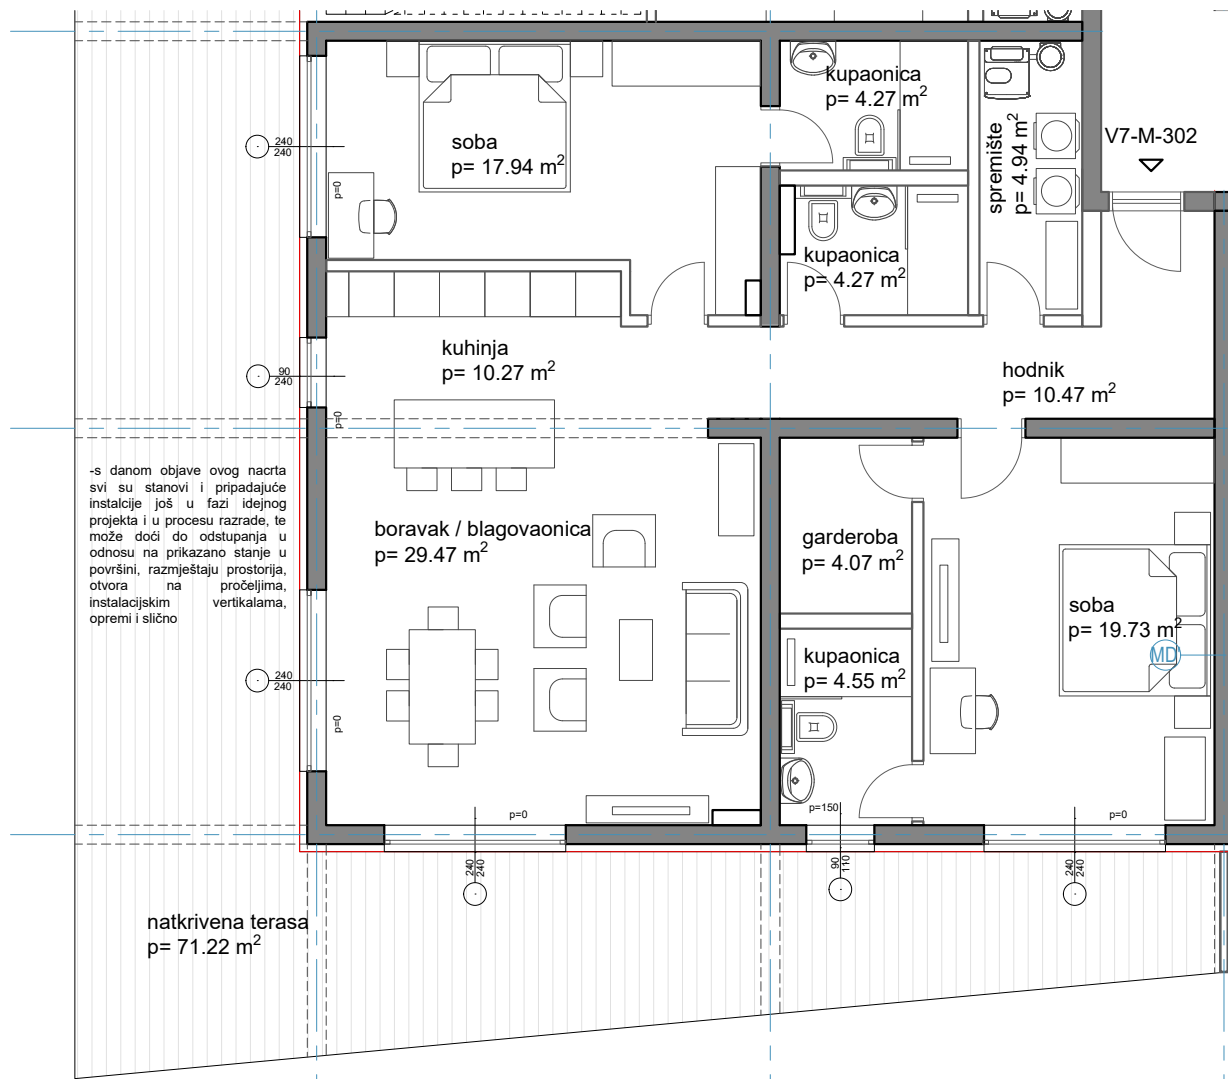 kupaonica
p= 4.27 m²
soba
p= 17.94 m²
spremište
p= 4.94 m²
V7-M-302
240
240
p=0
kupaonica
p= 4.27 m²
kuhinja
p= 10.27 m²
hodnik
p= 10.47 m²
90
240
p=0
-s danom objave ovog nacrta
svi su stanovi i pripadajuće
instalcije još u fazi idejnog
projekta i u procesu razrade, te
može doći do odstupanja u
odnosu na prikazano stanje u
površini, razmještaju prostorija,
otvora na pročeljima,
instalacijskim vertikalama,
opremi i slično
boravak / blagovaonica
p= 29.47 m²
garderoba
p= 4.07 m²
soba
p= 19.73 m²
MD
kupaonica
p= 4.55 m²
240
240
p=0
p=0
p=150
p=0
240
240
90
110
240
240
natkrivena terasa
p= 71.22 m²